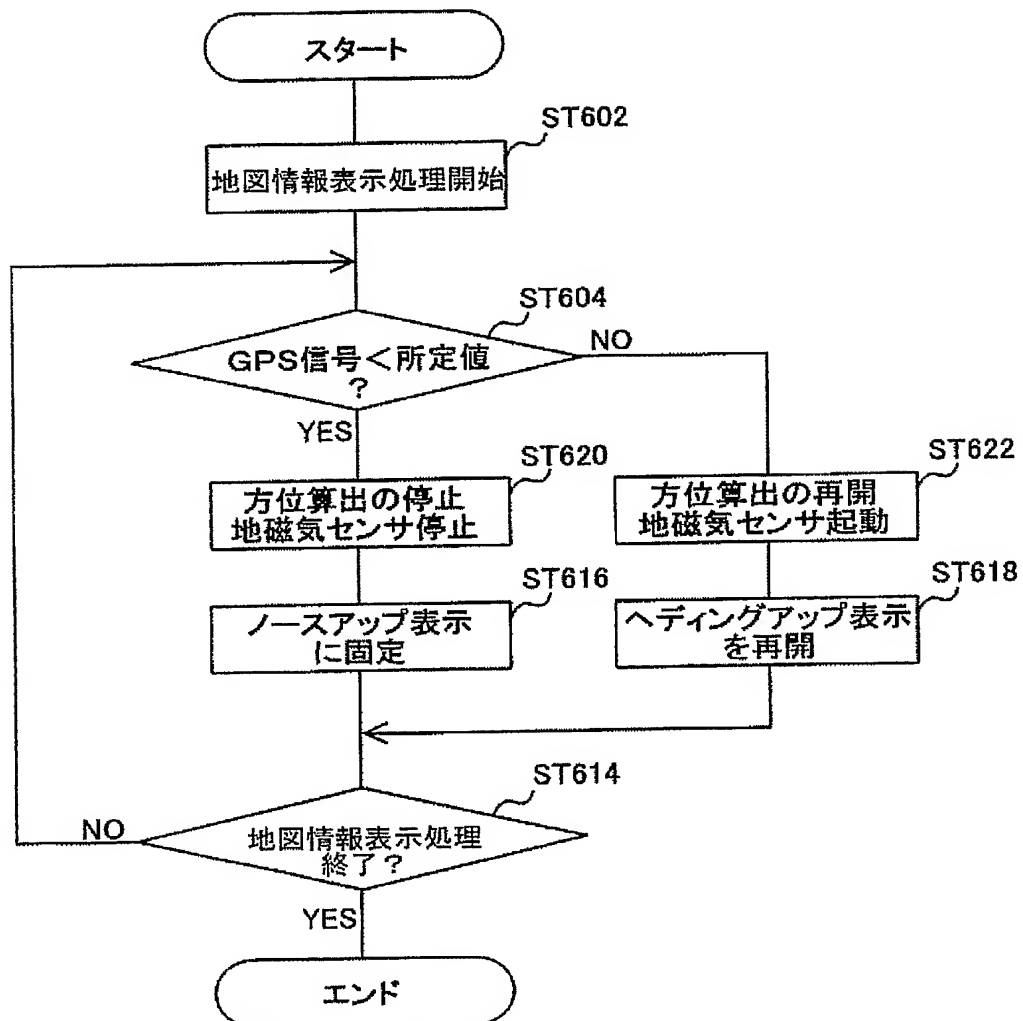 スタート
ST602
地図情報表示処理開始
ST604
GPS信号＜所定値
?
NO
YES
ST620
方位算出の停止
地磁気センサ停止
ST622
方位算出の再開
地磁気センサ起動
ST616
ノースアップ表示
に固定
ST618
ヘディングアップ表示
を再開
ST614
地図情報表示処理
終了?
NO
YES
エンド